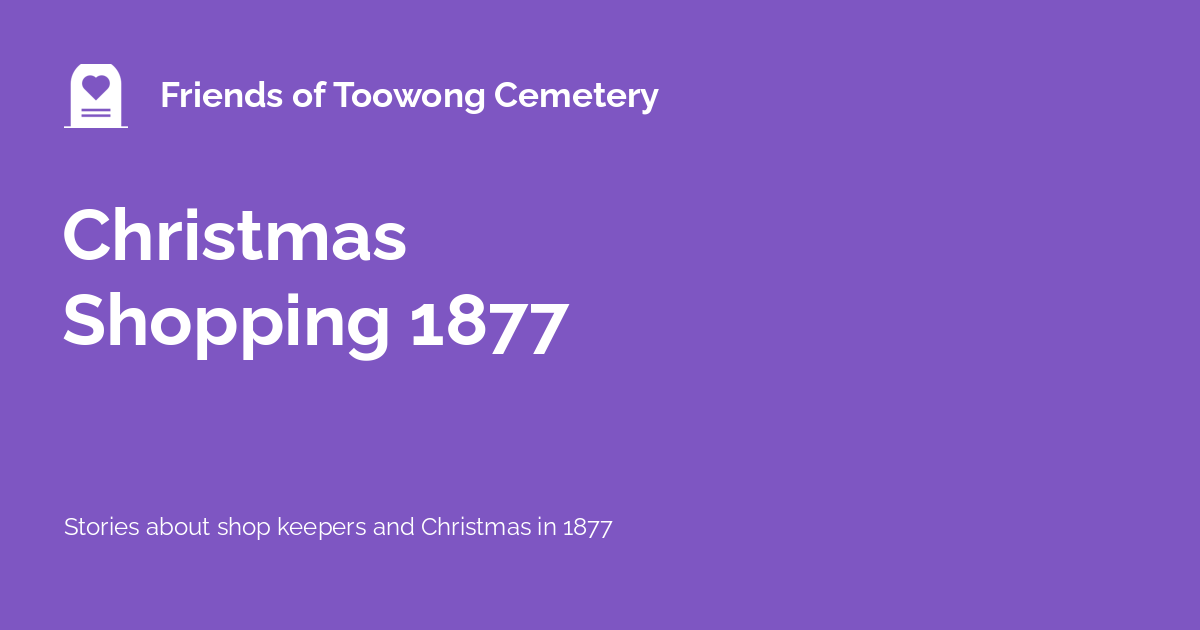 Friends of Toowong Cemetery
Christmas
Shopping 1877
Stories about shop keepers and Christmas in 1877